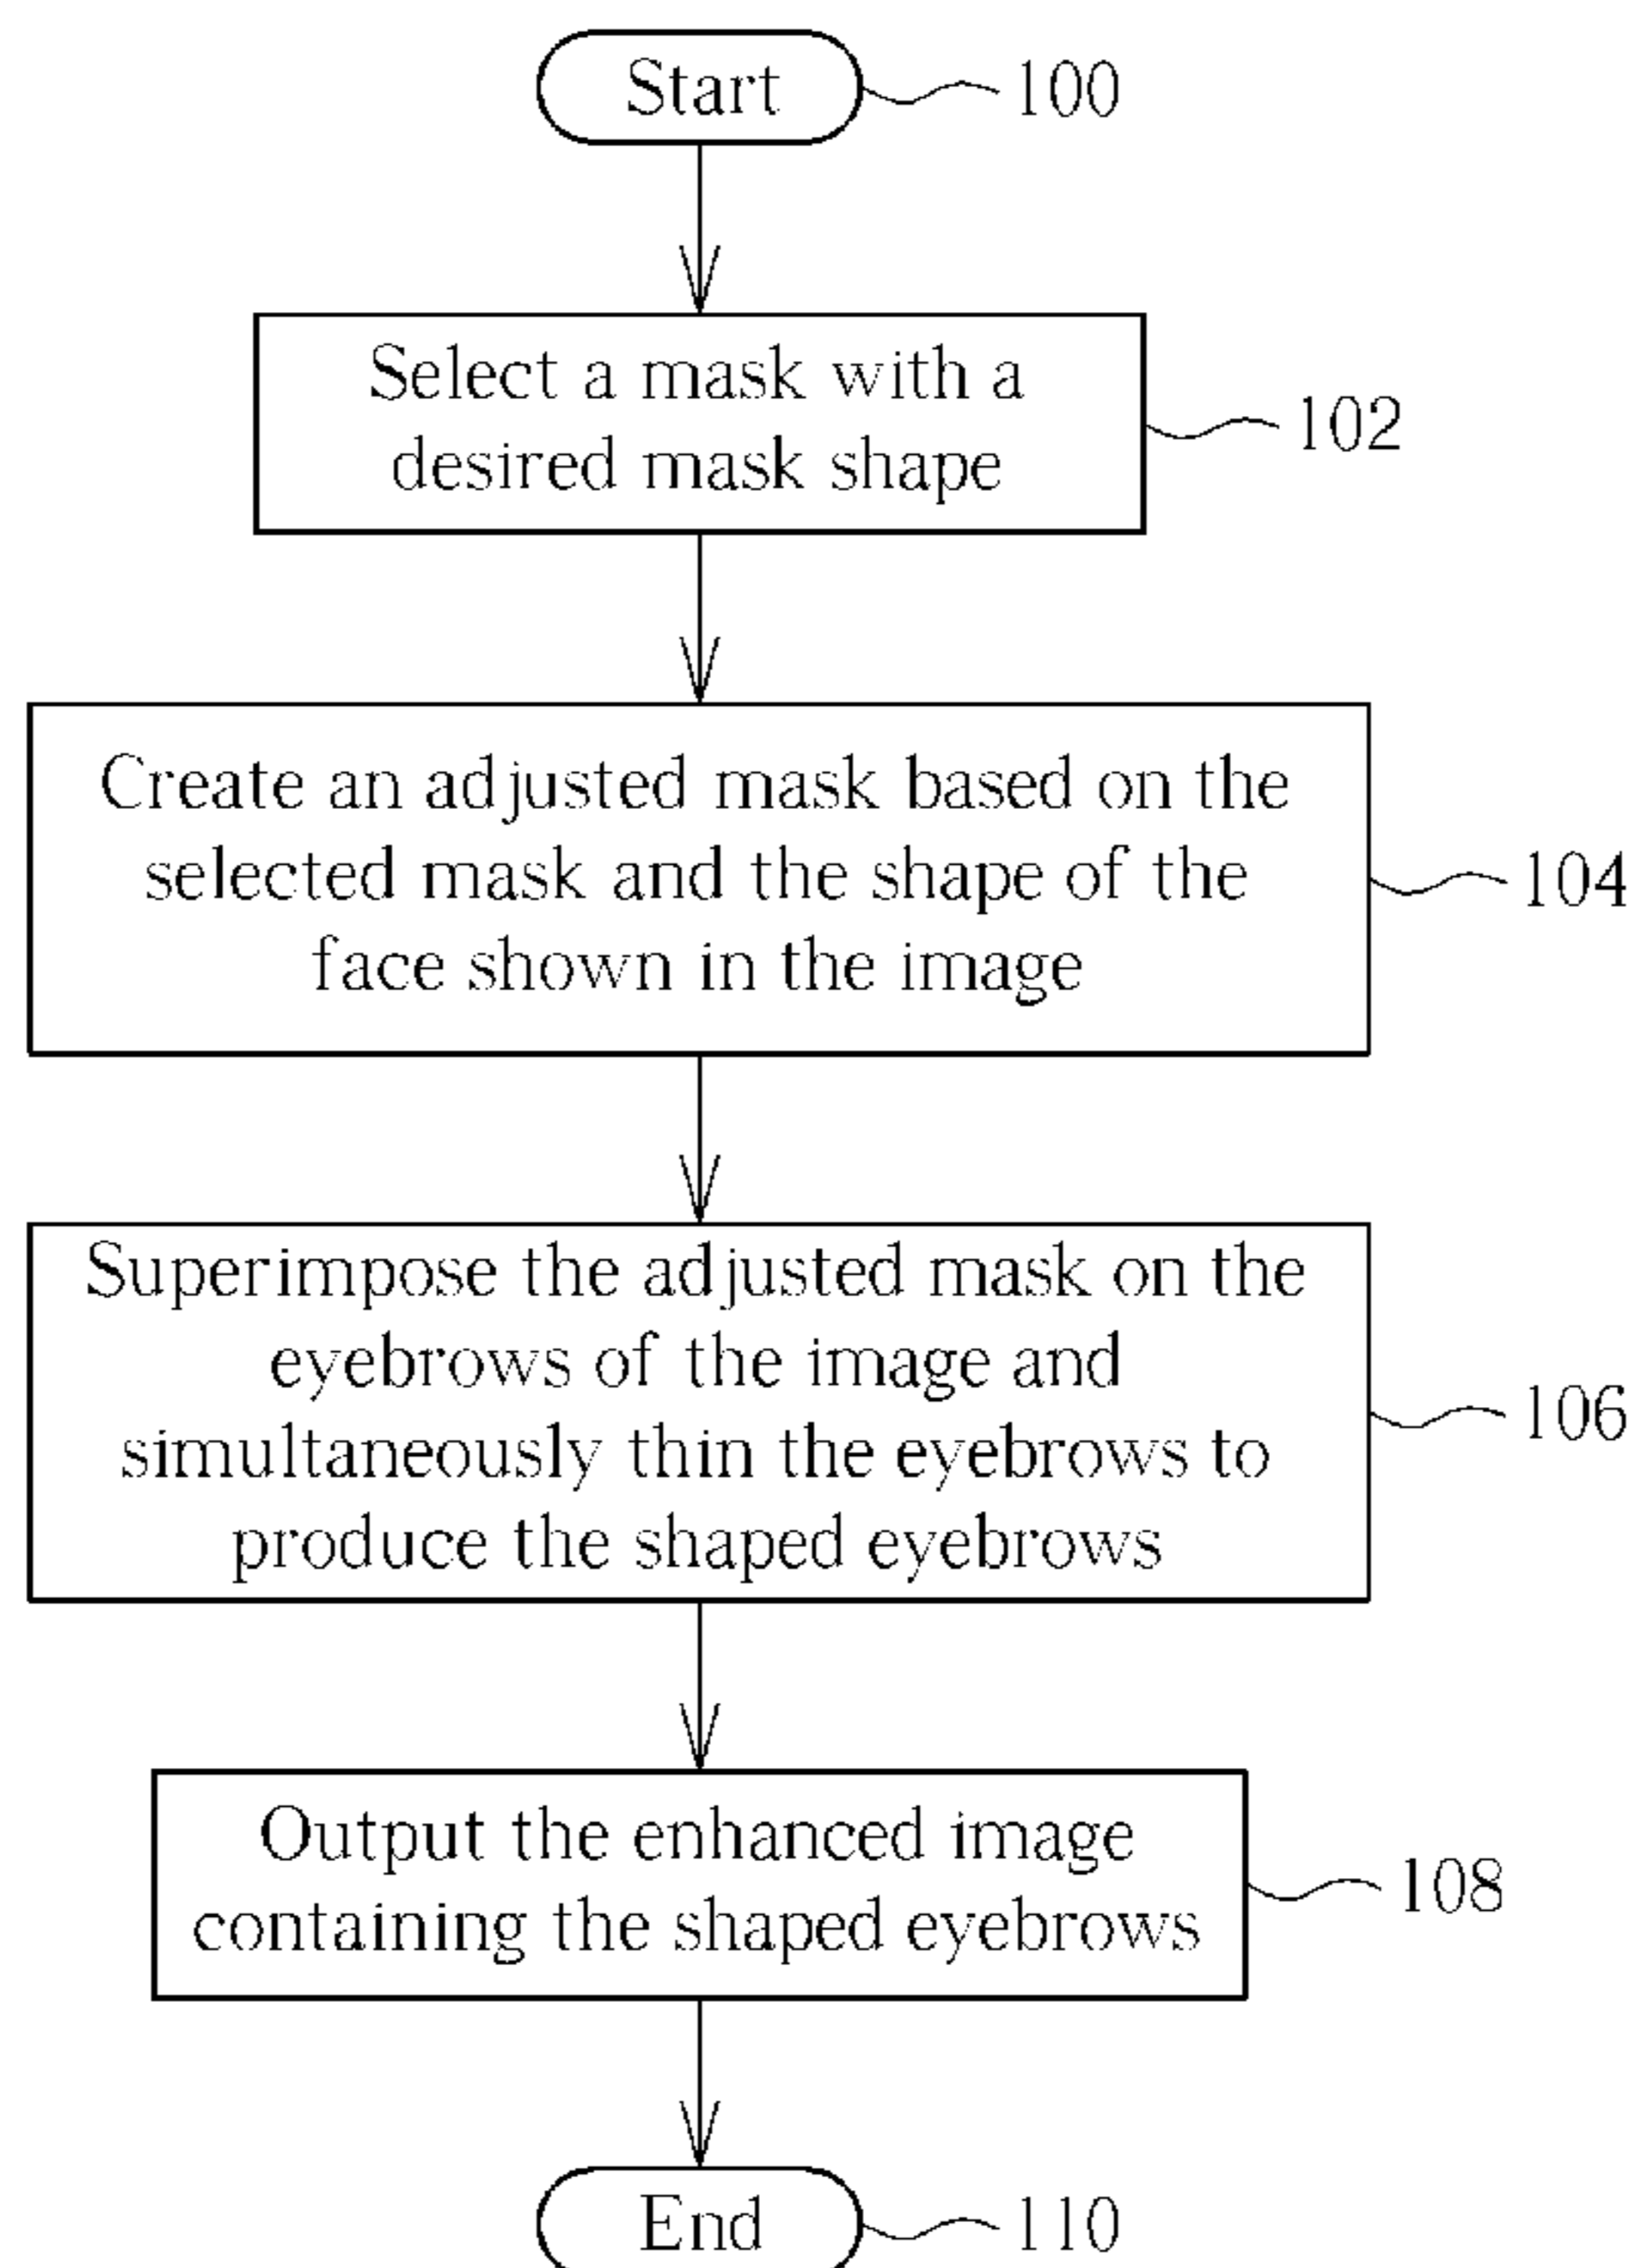 Start
100
Select a mask with a
desired mask shape
102
Create an adjusted mask based on the
selected mask and the shape of the
face shown in the image
104
Superimpose the adjusted mask on the
eyebrows of the image and
simultaneously thin the eyebrows to
produce the shaped eyebrows
106
Output the enhanced image
containing the shaped eyebrows
108
End
110